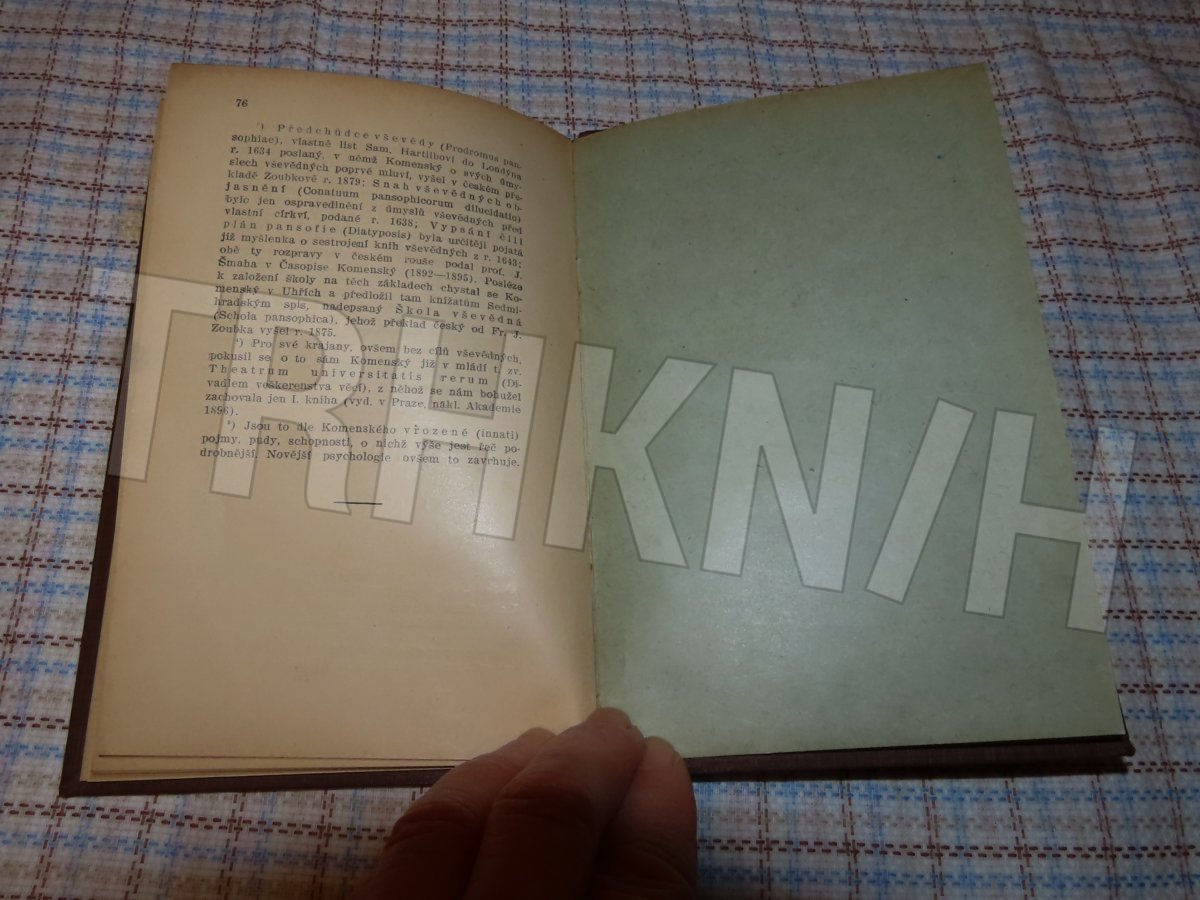 76
³) Předchůdce vševědy (Prodromus pan-
sophiae), vlastně list Sam. Hartlibovi do Londýna
r. 1634 poslaný, v němž Komenský o svých úmy-
slech vševědných poprvé mluví, vyšel v českém pře-
kladě Zoubkově r. 1879; Snah vševědných ob-
jasnění (Conatuum pansophicorum dilucidatio)
bylo jen ospravedlnění z úmyslů vševědných před
vlastní církví, podané r. 1638; Vypsání čili
plán pansofie (Diatyposis) byla určitěji pojatá
již myšlenka o sestrojení knih vševědných z r. 1643;
obě ty rozpravy v českém rouše podal prof. J.
Šmaha v Časopise Komenský (1892—1895). Posléze
k založení školy na těch základech chystal se Ko-
menský v Uhřích a předložil tam knížatům Sedmi-
hradským spis, nadepsaný Škola vševědná
(Schola pansophica), jehož překlad český od Fr. J.
Zoubka vyšel r. 1875.
⁴) Pro své krajany, ovšem bez cílů vševědných,
pokusil se o to sám Komenský již v mládí t. zv.
Theatrum universitatis rerum (Di-
vadlem veškerenstva věcí), z něhož se nám bohužel
zachovala jen I. kniha (vyd. v Praze, nákl. Akademie
1896).
⁵) Jsou to dle Komenského vrozené (innati)
pojmy, pudy, schopnosti, o nichž výše jest řeč po-
drobnější. Novější psychologie ovšem to zavrhuje.
TRHKNIH